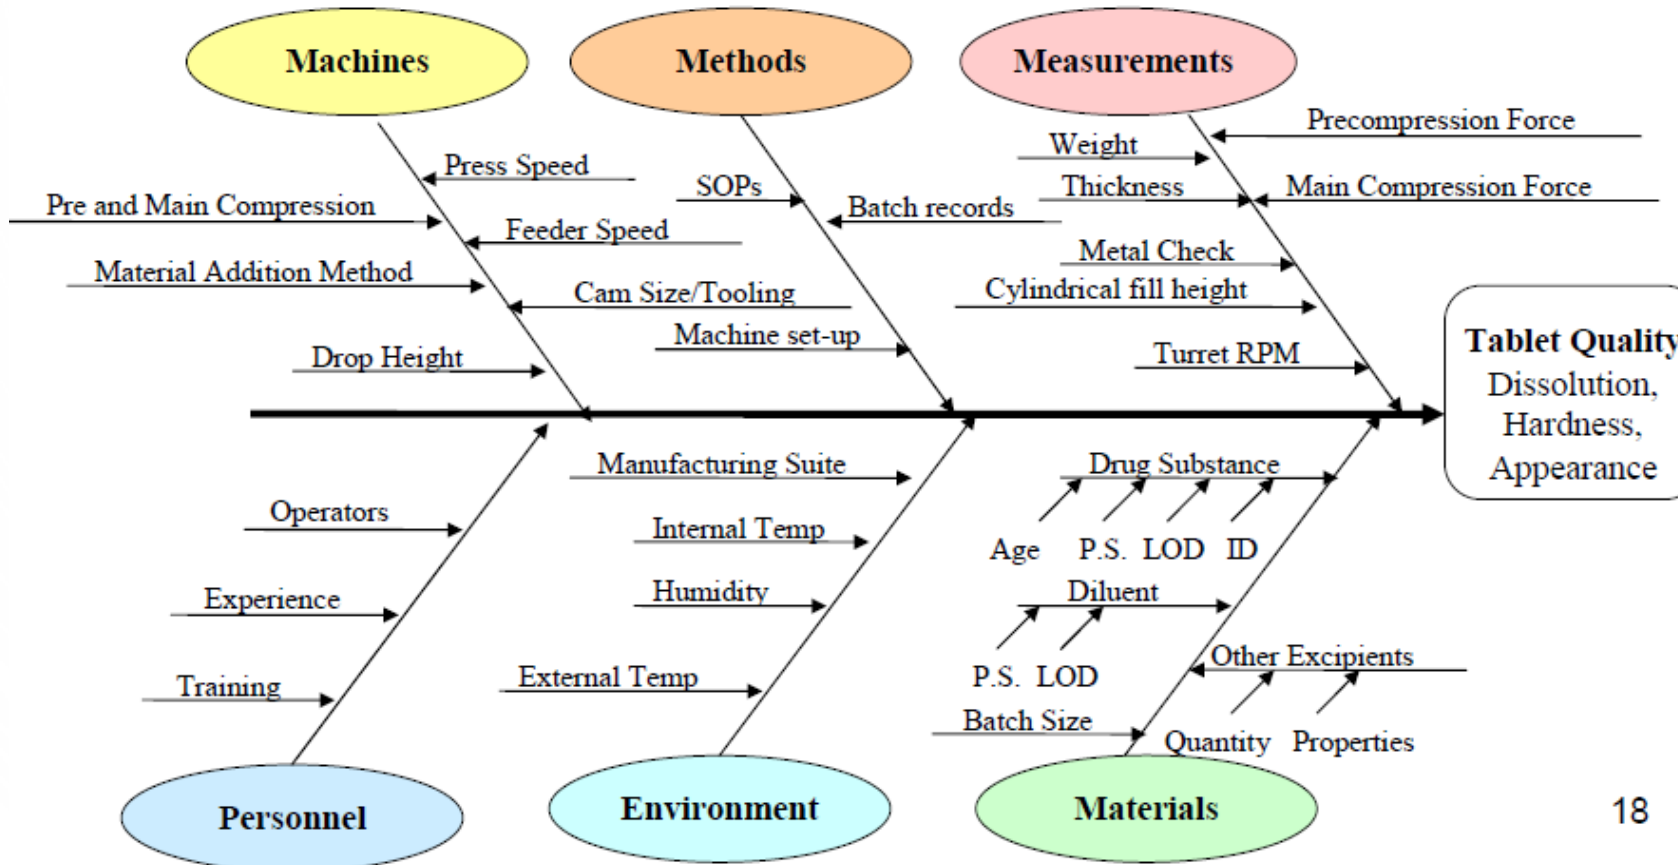 Machines
Methods
Measurements
Precompression Force
Weight
Press Speed
SOPs
Thickness
Main Compression Force
Pre and Main Compression
Batch records
Feeder Speed
Metal Check
Material Addition Method
Cam Size/Tooling
Cylindrical fill height
Machine set-up
Drop Height
Turret RPM
Tablet Quality
Dissolution,
Hardness,
Appearance
Manufacturing Suite
Drug Substance
Operators
Internal Temp
Age P.S. LOD ID
Experience
Humidity
Diluent
Other Excipients
Training
External Temp
P.S. LOD
Batch Size
Quantity Properties
Personnel
Environment
Materials
18